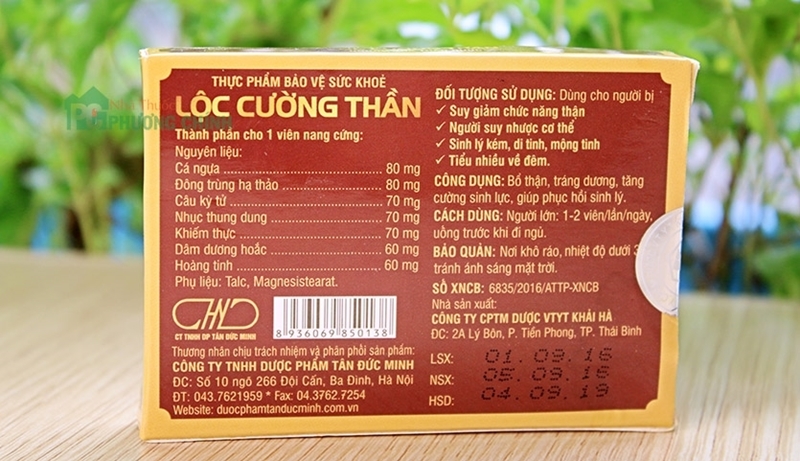 THỰC PHẨM BẢO VỆ SỨC KHOẺ
LỘC CƯỜNG THẦN
Thành phần cho 1 viên nang cứng:
Nguyên liệu:
Cá ngựa 80 mg
Đông trùng hạ thảo 80 mg
Câu kỷ tử 70 mg
Nhục thung dung 70 mg
Khiếm thực 70 mg
Dâm dương hoắc 60 mg
Hoàng tinh 60 mg
Phụ liệu: Talc, Magnesistearat.
CT TNHH DP TÂN ĐỨC MINH
8 936069 850138
Thương nhân chịu trách nhiệm và phân phối sản phẩm:
CÔNG TY TNHH DƯỢC PHẨM TÂN ĐỨC MINH
ĐC: Số 10 ngõ 266 Đội Cấn, Ba Đình, Hà Nội
ĐT: 043.7621959 * Fax: 04.3762.7254
Website: duocphamtanducminh.com.vn
ĐỐI TƯỢNG SỬ DỤNG: Dùng cho người bị
✓ Suy giảm chức năng thận
✓ Người suy nhược cơ thể
✓ Sinh lý kém, di tinh, mộng tinh
✓ Tiểu nhiều về đêm.
CÔNG DỤNG: Bổ thận, tráng dương, tăng
cường sinh lực, giúp phục hồi sinh lý.
CÁCH DÙNG: Người lớn: 1-2 viên/lần/ngày,
uống trước khi đi ngủ.
BẢO QUẢN: Nơi khô ráo, nhiệt độ dưới
tránh ánh sáng mặt trời.
SỐ XNCB: 6835/2016/ATTP-XNCB
Nhà sản xuất:
CÔNG TY CPTM DƯỢC VTYT KHẢI HÀ
ĐC: 2A Lý Bôn, P. Tiền Phong, TP. Thái Bình
LSX: 01.09.16
NSX: 05.09.16
HSD: 04.09.19
Nhà Thuốc
PHƯƠNG THÀNH